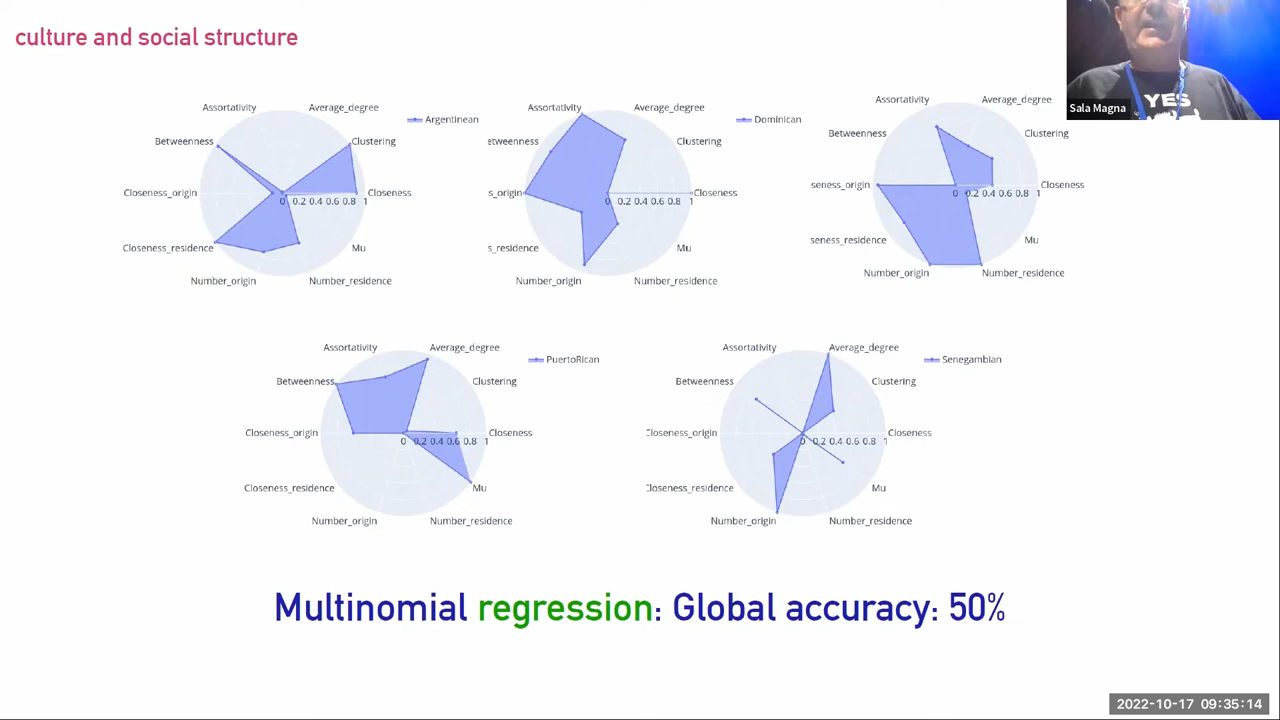 culture and social structure
Assortativity
Average_degree
Argentinean
Betweenness
Clustering
Closeness_origin
Closeness
0 0.2 0.4 0.6 0.8 1
Closeness_residence
Mu
Number_origin
Number_residence
Assortativity
Average_degree
Dominican
etweenness
Clustering
s_origin
Closeness
0 0.2 0.4 0.6 0.8 1
s_residence
Mu
Number_origin
Number_residence
Assortativity
Average_degree
Betweenness
Clustering
seness_origin
Closeness
0 0.2 0.4 0.6 0.8 1
seness_residence
Mu
Number_origin
Number_residence
Sala Magna
YES
Assortativity
Average_degree
PuertoRican
Betweenness
Clustering
Closeness_origin
Closeness
0 0.2 0.4 0.6 0.8 1
Closeness_residence
Mu
Number_origin
Number_residence
Assortativity
Average_degree
Senegambian
Betweenness
Clustering
Closeness_origin
Closeness
0 0.2 0.4 0.6 0.8 1
Closeness_residence
Mu
Number_origin
Number_residence
Multinomial regression: Global accuracy: 50%
2022-10-17 09:35:14